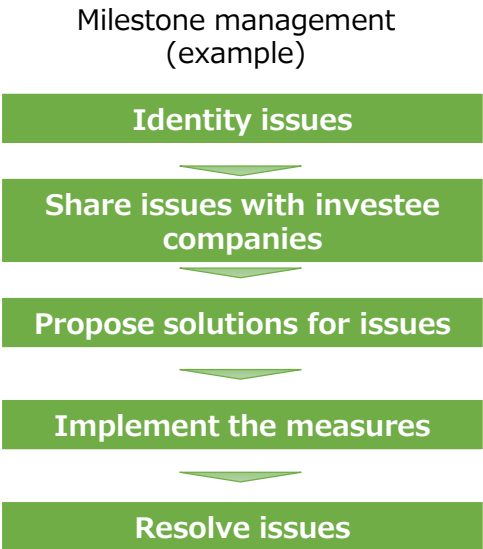 Milestone management
(example)
Identity issues
Share issues with investee
companies
Propose solutions for issues
Implement the measures
Resolve issues